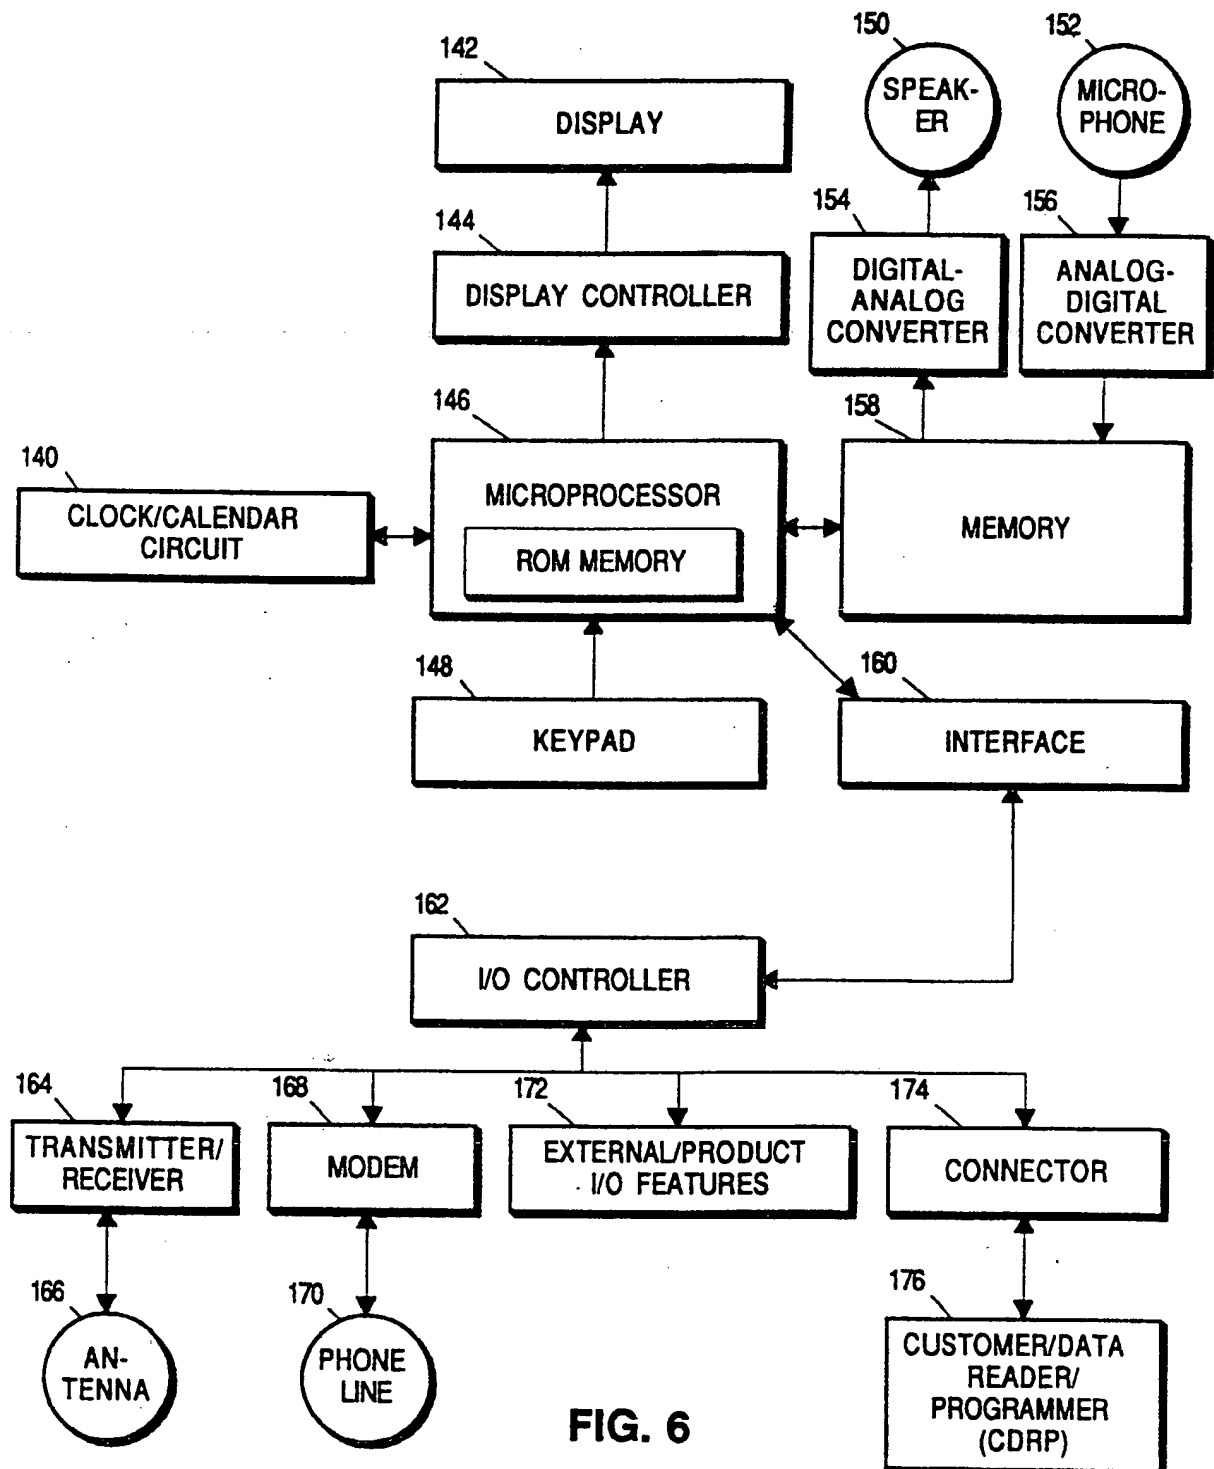 150
152
142
SPEAK-
ER
MICRO-
PHONE
DISPLAY
144
154
156
DISPLAY CONTROLLER
DIGITAL-
ANALOG
CONVERTER
ANALOG-
DIGITAL
CONVERTER
146
158
140
CLOCK/CALENDAR
CIRCUIT
MICROPROCESSOR
ROM MEMORY
MEMORY
148
160
KEYPAD
INTERFACE
162
I/O CONTROLLER
164
168
172
174
TRANSMITTER/
RECEIVER
MODEM
EXTERNAL/PRODUCT
I/O FEATURES
CONNECTOR
166
170
176
AN-
TENNA
PHONE
LINE
CUSTOMER/DATA
READER/
PROGRAMMER
(CDRP)
FIG. 6